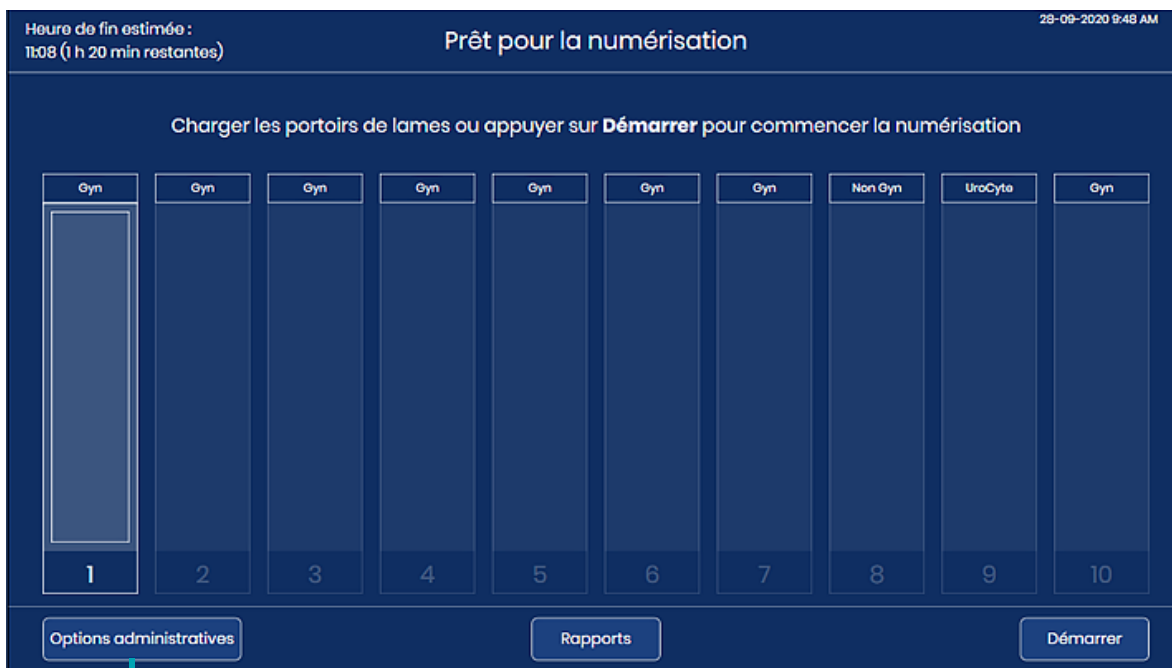 Heure de fin estimée :
11:08 (1 h 20 min restantes)
Prêt pour la numérisation
28-09-2020 9:48 AM
Charger les portoirs de lames ou appuyer sur Démarrer pour commencer la numérisation
Gyn Gyn Gyn Gyn Gyn Gyn Gyn Non Gyn UroCyte Gyn
1 2 3 4 5 6 7 8 9 10
Options administratives Rapports Démarrer